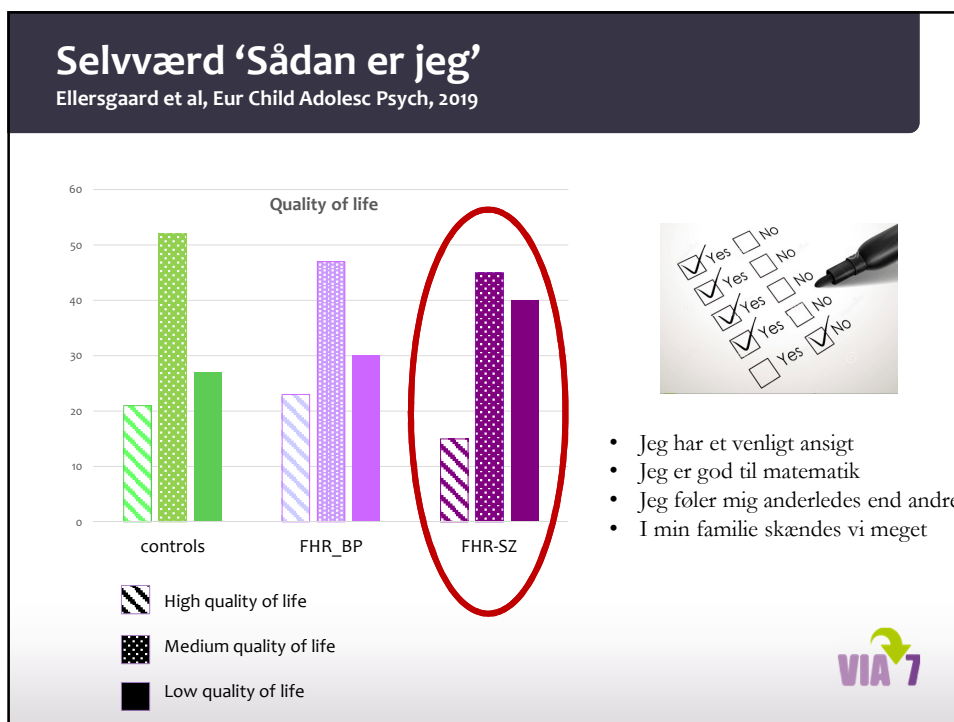 Selvværd ‘Sådan er jeg’
Ellersgaard et al, Eur Child Adolesc Psych, 2019
Quality of life
60
50
40
30
20
10
0
controls
FHR_BP
FHR-SZ
High quality of life
Medium quality of life
Low quality of life
Yes No
Yes No
Yes No
Yes No
Yes No
• Jeg har et venligt ansigt
• Jeg er god til matematik
• Jeg føler mig anderledes end andre
• I min familie skændes vi meget
VIA 7